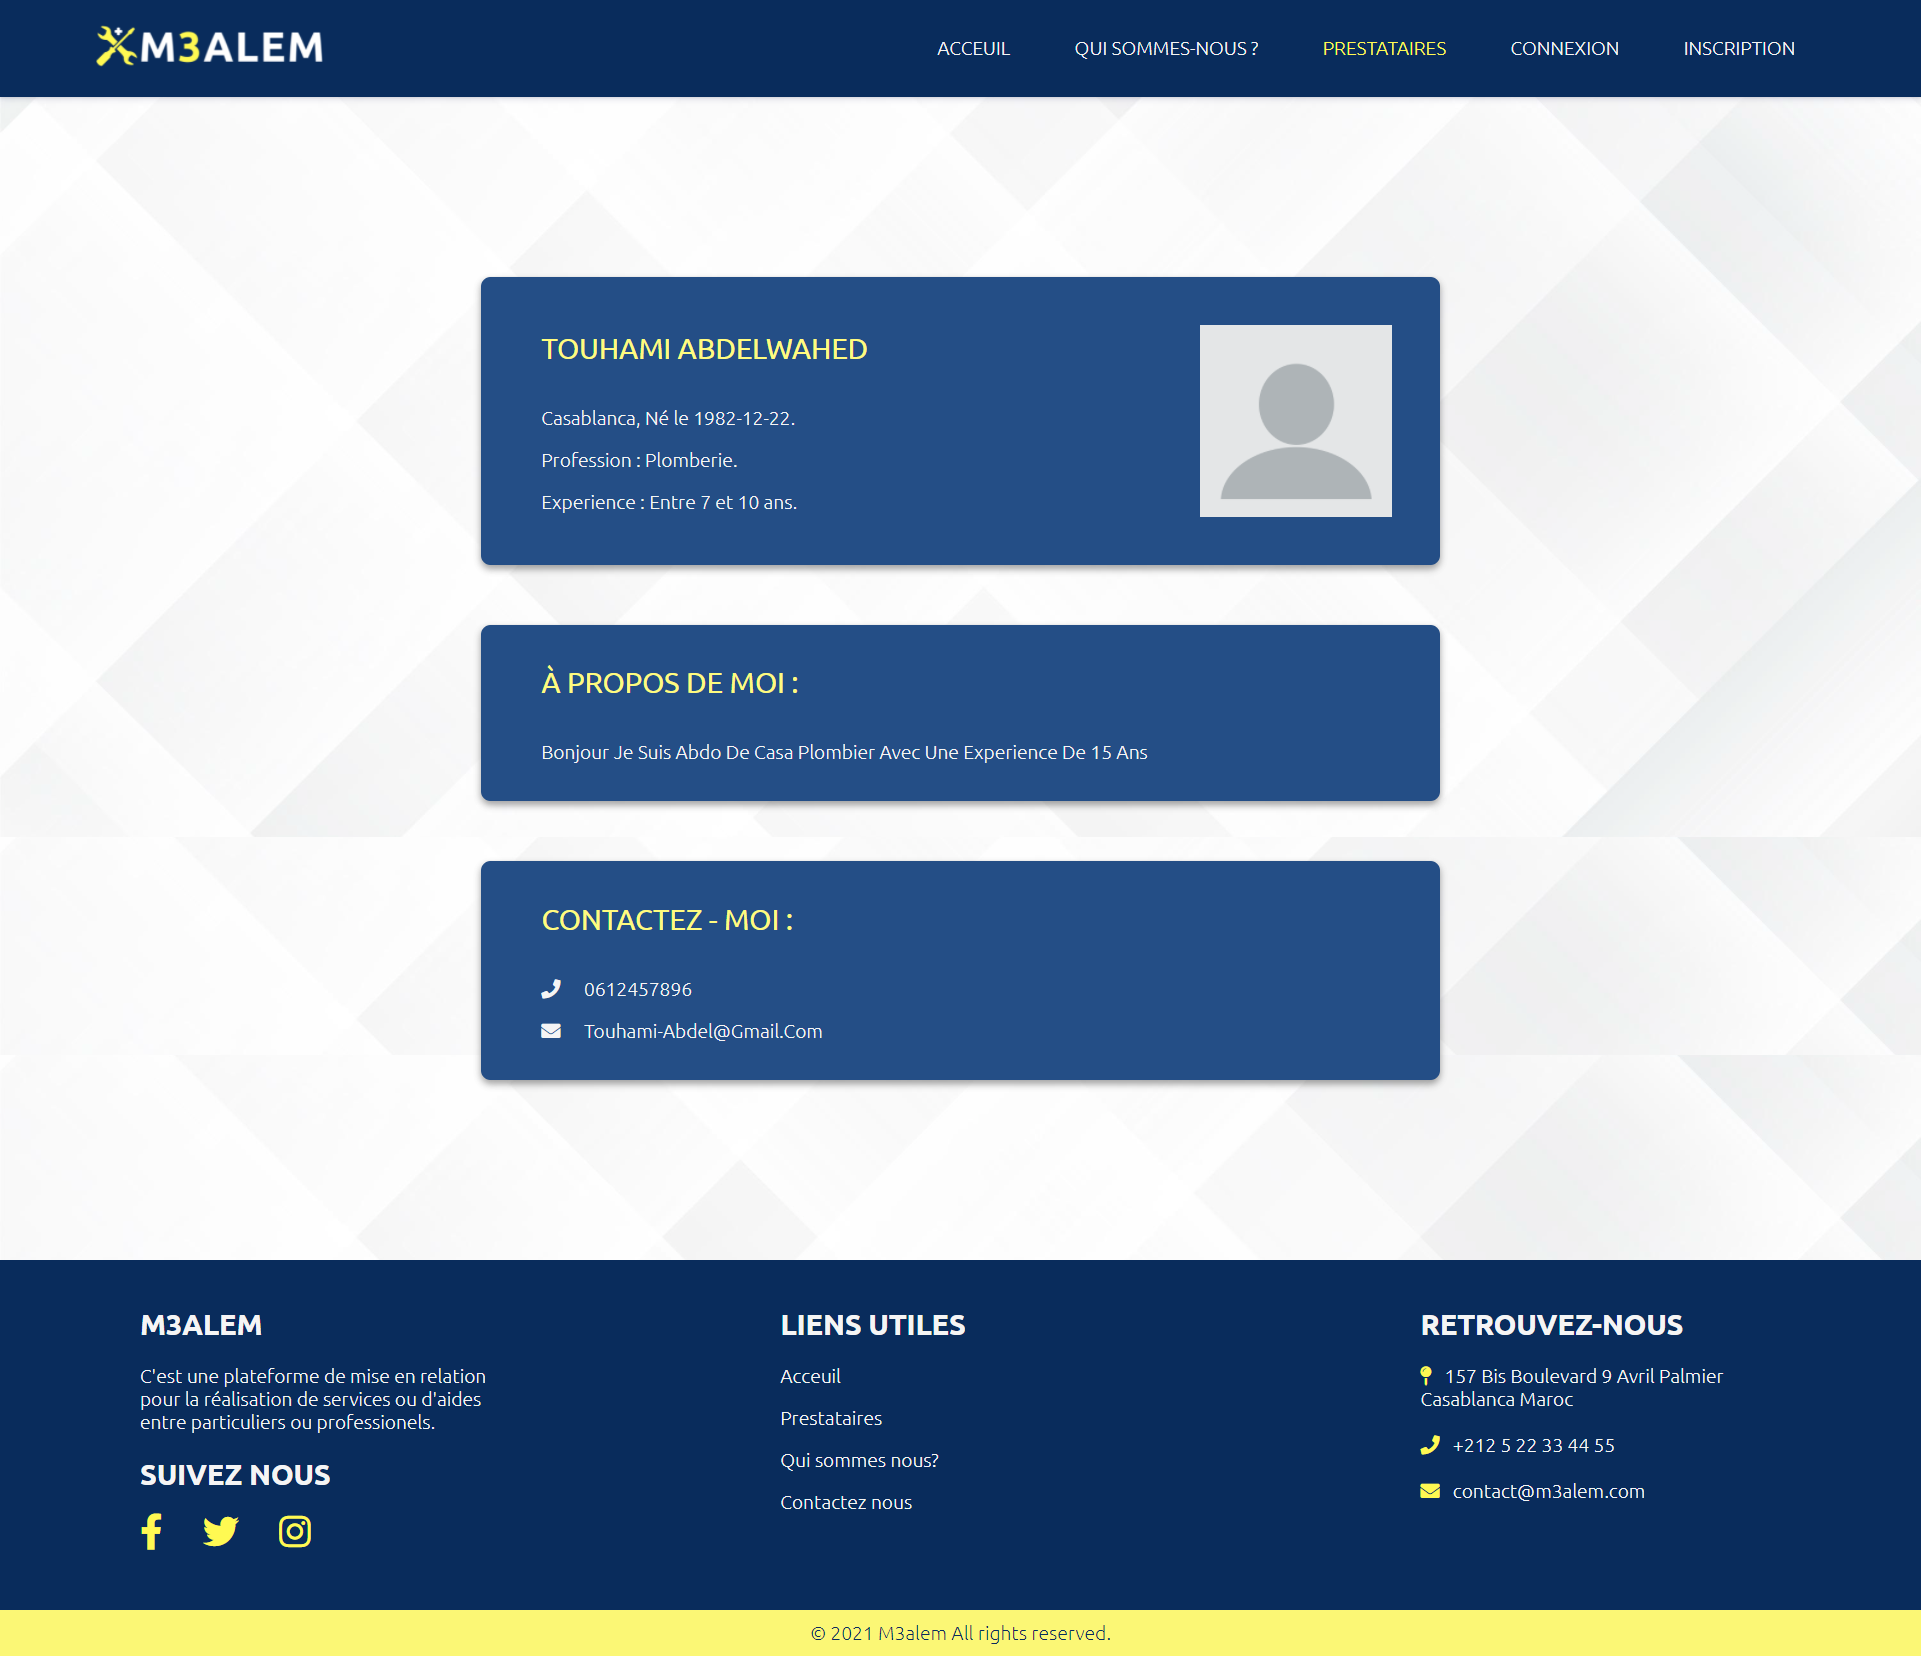 M3ALEM
ACCEUIL QUI SOMMES-NOUS ? PRESTATAIRES CONNEXION INSCRIPTION
TOUHAMI ABDELWAHED
Casablanca, Né le 1982-12-22.
Profession : Plomberie.
Experience : Entre 7 et 10 ans.
À PROPOS DE MOI :
Bonjour Je Suis Abdo De Casa Plombier Avec Une Experience De 15 Ans
CONTACTEZ - MOI :
0612457896
Touhami-Abdel@Gmail.Com
M3ALEM
C'est une plateforme de mise en relation
pour la réalisation de services ou d'aides
entre particuliers ou professionels.
SUIVEZ NOUS
LIENS UTILES
Acceuil
Prestataires
Qui sommes nous?
Contactez nous
RETROUVEZ-NOUS
157 Bis Boulevard 9 Avril Palmier
Casablanca Maroc
+212 5 22 33 44 55
contact@m3alem.com
© 2021 M3alem All rights reserved.